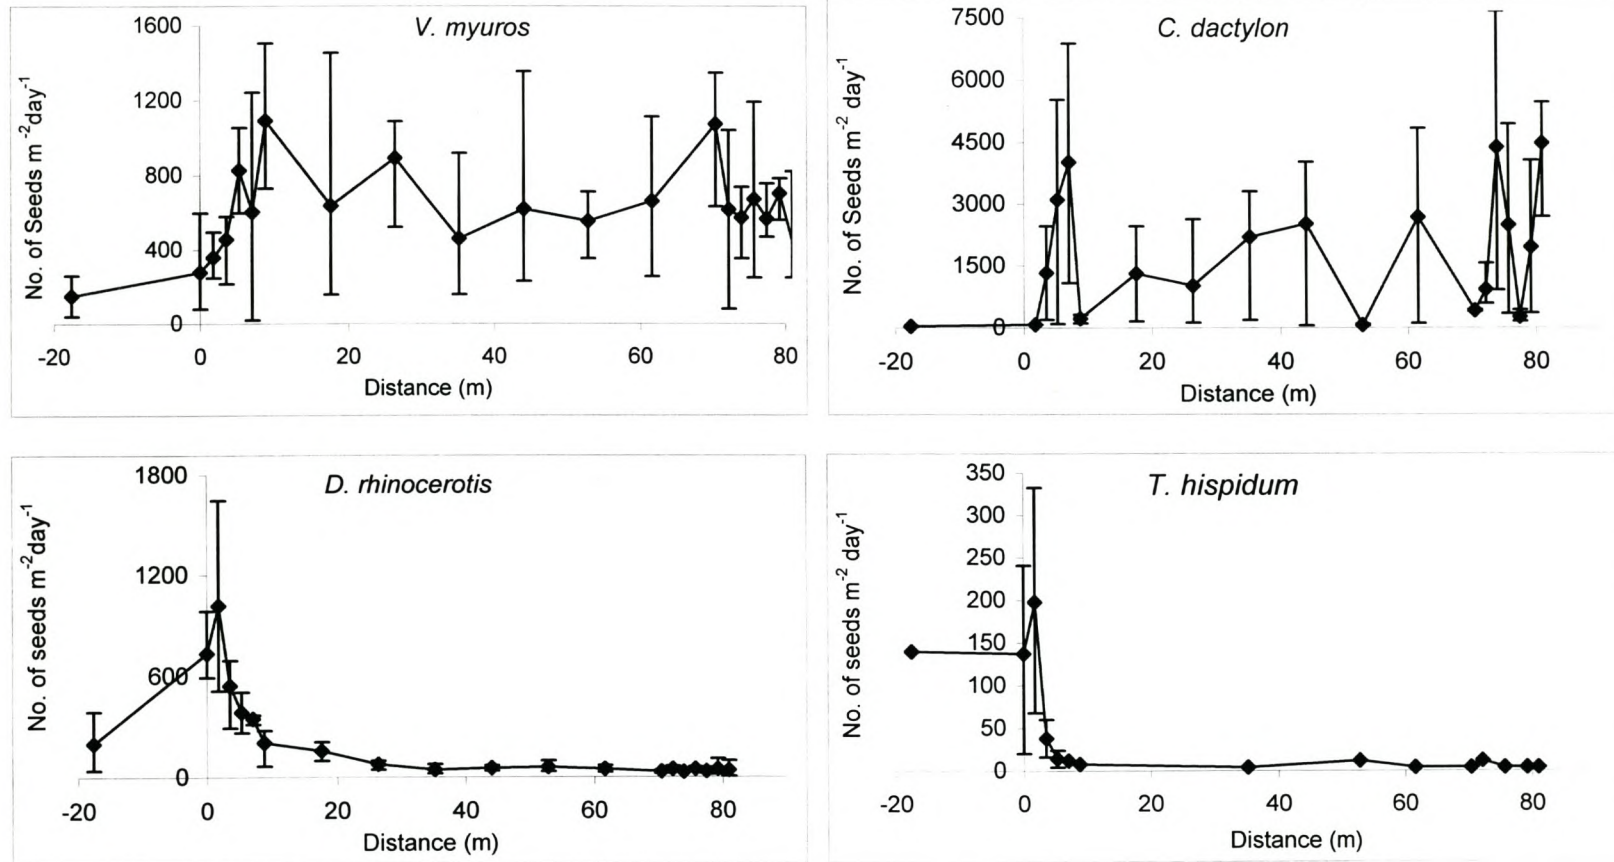 V. myuros
No. of Seeds m⁻²day⁻¹
1600
1200
800
400
0
-20 0 20 40 60 80
Distance (m)
C. dactylon
No. of Seeds m⁻² day⁻¹
7500
6000
4500
3000
1500
0
-20 0 20 40 60 80
Distance (m)
D. rhinocerotis
No. of seeds m⁻²day⁻¹
1800
1200
600
0
-20 0 20 40 60 80
Distance (m)
T. hispidum
No. of seeds m⁻² day⁻¹
350
300
250
200
150
100
50
0
-20 0 20 40 60 80
Distance (m)